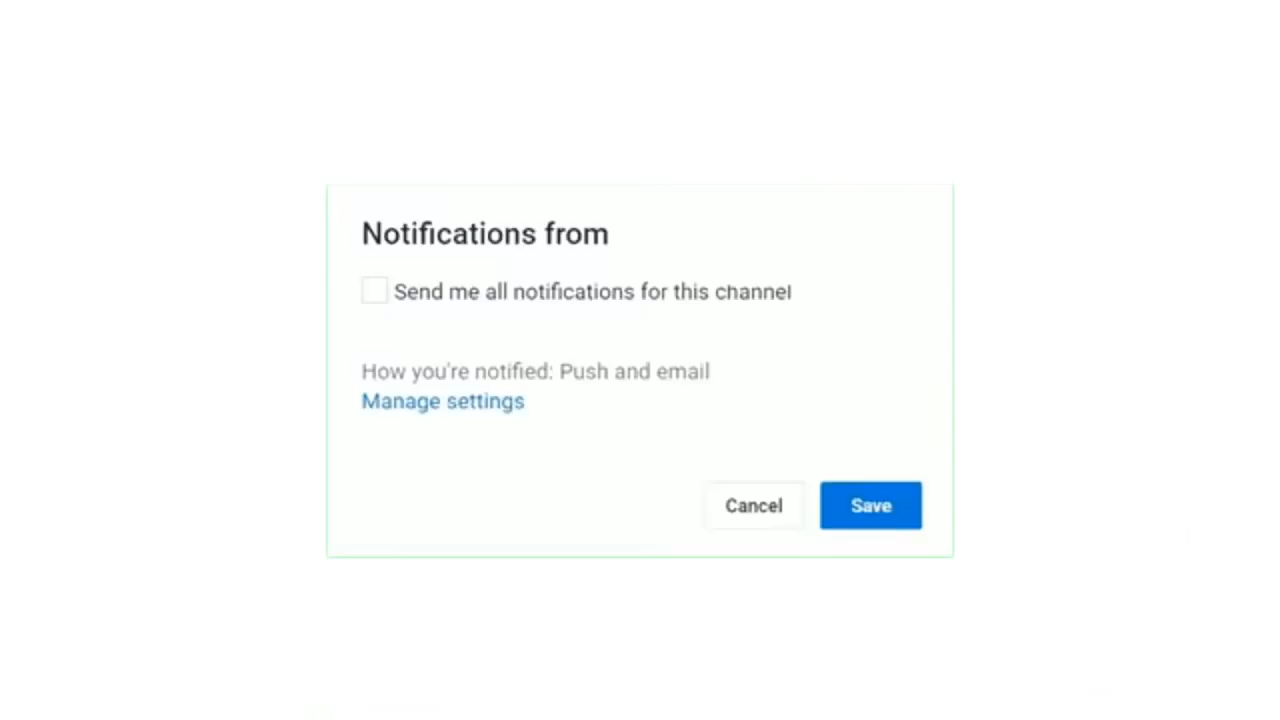 Notifications from
Send me all notifications for this channel
How you're notified: Push and email
Manage settings
Cancel
Save